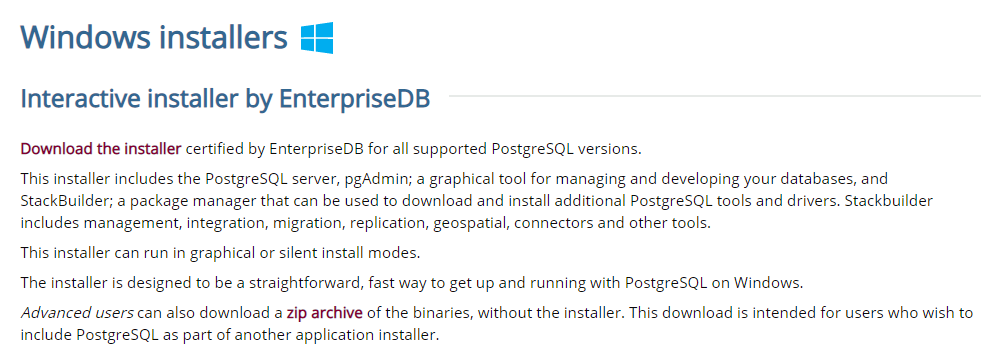 Windows installers
Interactive installer by EnterpriseDB
Download the installer certified by EnterpriseDB for all supported PostgreSQL versions.
This installer includes the PostgreSQL server, pgAdmin; a graphical tool for managing and developing your databases, and
StackBuilder; a package manager that can be used to download and install additional PostgreSQL tools and drivers. Stackbuilder
includes management, integration, migration, replication, geospatial, connectors and other tools.
This installer can run in graphical or silent install modes.
The installer is designed to be a straightforward, fast way to get up and running with PostgreSQL on Windows.
Advanced users can also download a zip archive of the binaries, without the installer. This download is intended for users who wish to
include PostgreSQL as part of another application installer.